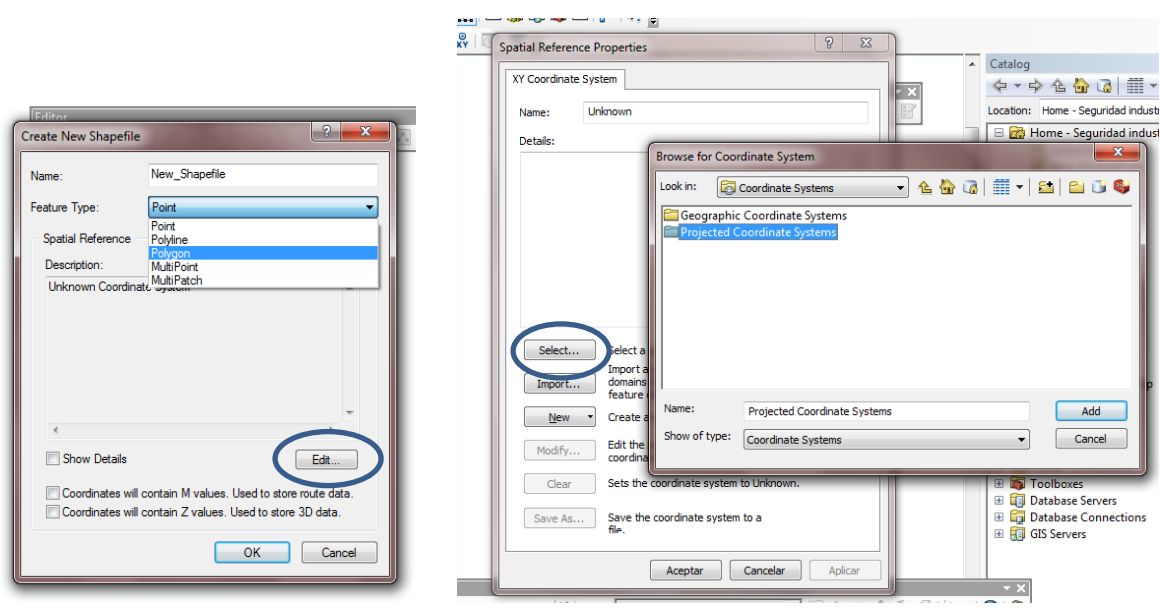 Editor
Create New Shapefile
Name:
New_Shapefile
Feature Type:
Point
Point
Polyline
Polygon
MultiPoint
MultiPatch
Spatial Reference
Description:
Unknown Coordinate System
Show Details
Edit...
Coordinates will contain M values. Used to store route data.
Coordinates will contain Z values. Used to store 3D data.
OK
Cancel
XY
Spatial Reference Properties
XY Coordinate System
Name:
Unknown
Details:
Select...
Select a
Import...
Import a
domains
feature
New
Create a
Modify...
Edit the
coordina
Clear
Sets the coordinate system to Unknown.
Save As...
Save the coordinate system to a
file.
Aceptar
Cancelar
Aplicar
Browse for Coordinate System
Look in:
Coordinate Systems
Geographic Coordinate Systems
Projected Coordinate Systems
Name:
Projected Coordinate Systems
Add
Show of type:
Coordinate Systems
Cancel
Catalog
Location:
Home - Seguridad industr
Home - Seguridad indust
Toolboxes
Database Servers
Database Connections
GIS Servers